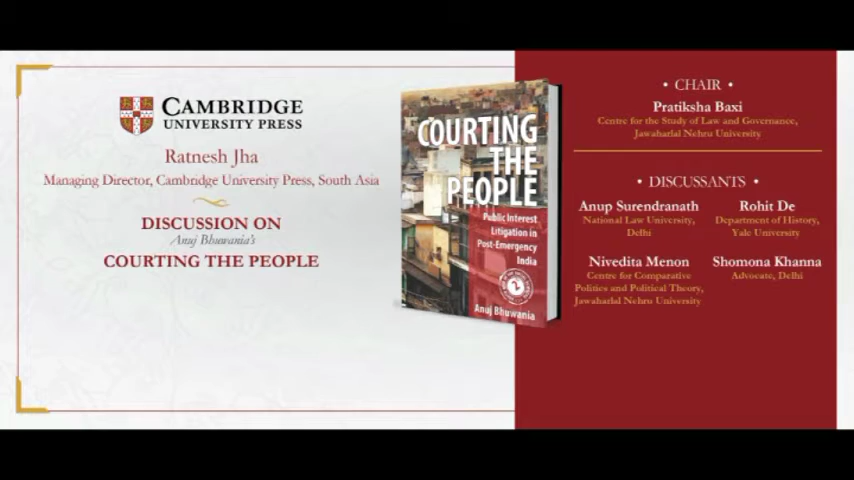 CAMBRIDGE
UNIVERSITY PRESS
Ratnesh Jha
Managing Director, Cambridge University Press, South Asia
DISCUSSION ON
Anuj Bhuwania's
COURTING THE PEOPLE
COURTING
THE
PEOPLE
Public Interest
Litigation in
Post-Emergency
India
Anuj Bhuwania
• CHAIR •
Pratiksha Baxi
Centre for the Study of Law and Governance,
Jawaharlal Nehru University
• DISCUSSANTS •
Anup Surendranath
National Law University,
Delhi
Rohit De
Department of History,
Yale University
Nivedita Menon
Centre for Comparative
Politics and Political Theory,
Jawaharlal Nehru University
Shomona Khanna
Advocate, Delhi